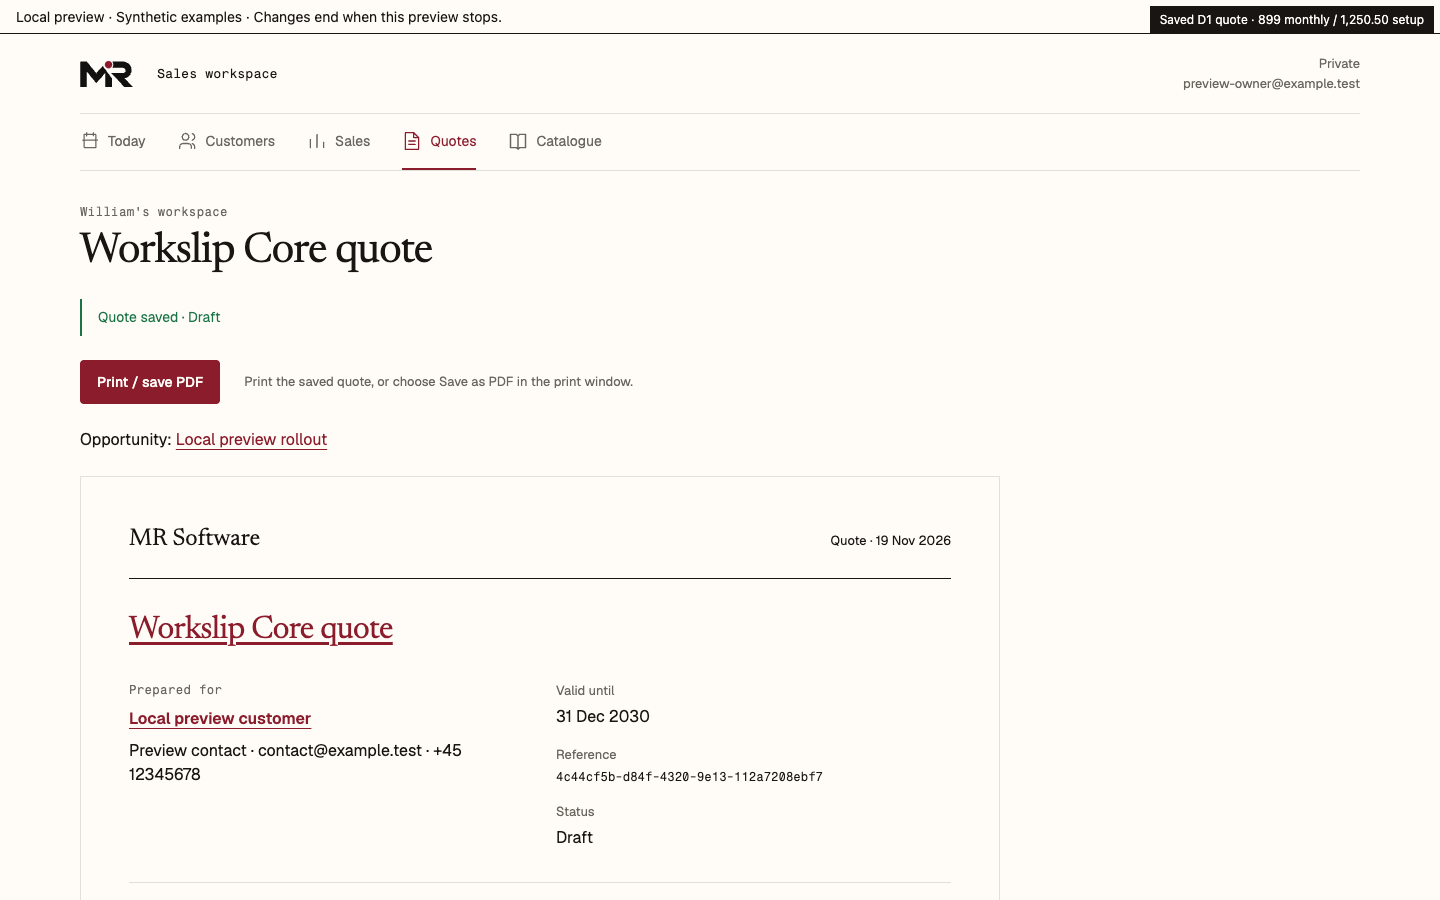 Local preview · Synthetic examples · Changes end when this preview stops.
Saved D1 quote · 899 monthly / 1,250.50 setup
MR
Sales workspace
Private
preview-owner@example.test
Today
Customers
Sales
Quotes
Catalogue
William's workspace
Workslip Core quote
Quote saved · Draft
Print / save PDF
Print the saved quote, or choose Save as PDF in the print window.
Opportunity: Local preview rollout
MR Software
Quote · 19 Nov 2026
Workslip Core quote
Prepared for
Local preview customer
Preview contact · contact@example.test · +45
12345678
Valid until
31 Dec 2030
Reference
4c44cf5b-d84f-4320-9e13-112a7208ebf7
Status
Draft